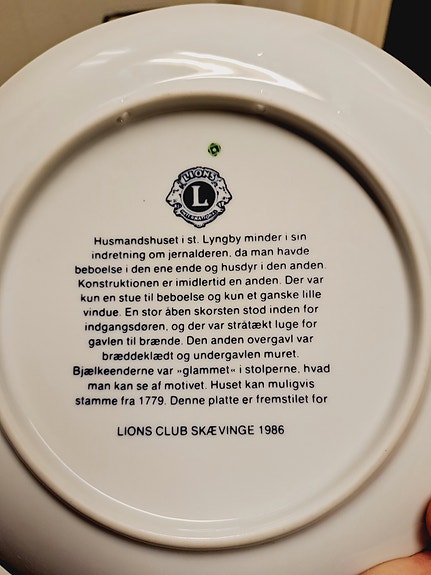 LIONS
L
INTERNATIONAL
Husmandshuset i st. Lyngby minder i sin
indretning om jernalderen, da man havde
beboelse i den ene ende og husdyr i den anden.
Konstruktionen er imidlertid en anden. Der var
kun en stue til beboelse og kun et ganske lille
vindue. En stor åben skorsten stod inden for
indgangsdøren, og der var stråtækt luge for
gavlen til brænde. Den anden overgavl var
bræddeklædt og undergavlen muret.
Bjælkeenderne var »glammet« i stolperne, hvad
man kan se af motivet. Huset kan muligvis
stamme fra 1779. Denne platte er fremstilet for
LIONS CLUB SKÆVINGE 1986